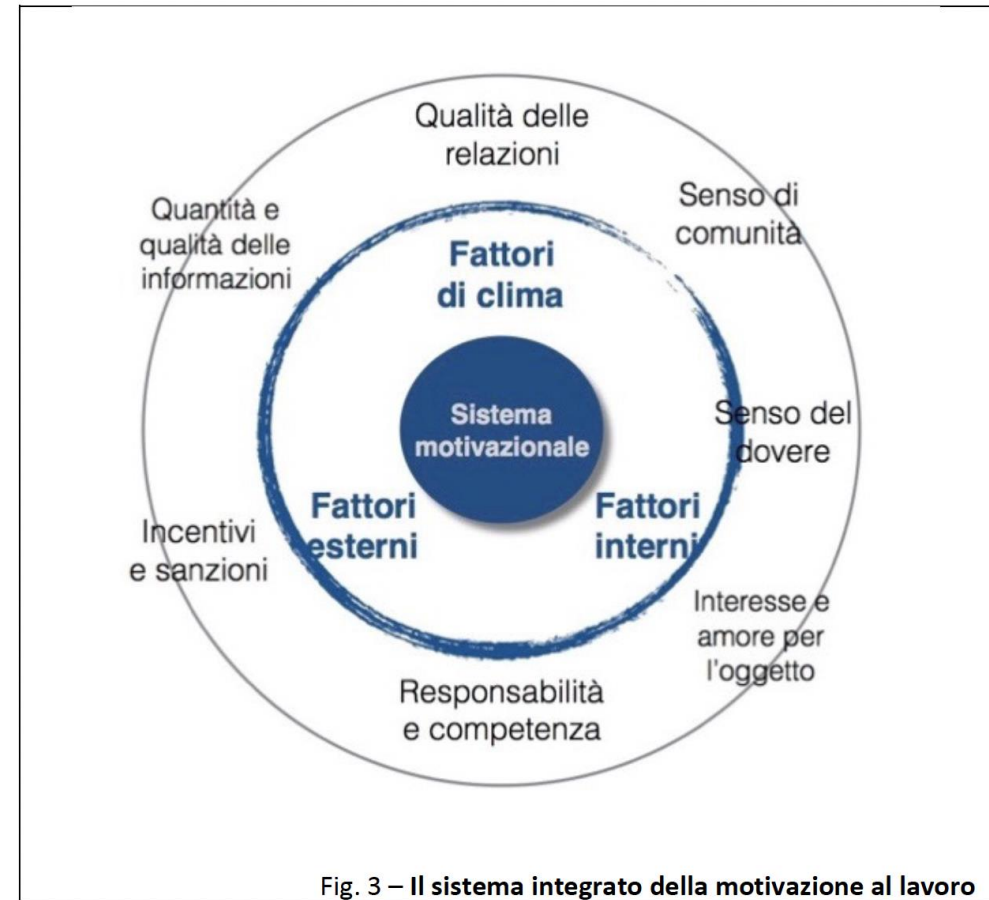 Qualità delle
relazioni
Senso di
comunità
Quantità e
qualità delle
informazioni
Fattori
di clima
Sistema
motivazionale
Senso del
dovere
Fattori
esterni
Fattori
interni
Incentivi
e sanzioni
Interesse e
amore per
l'oggetto
Responsabilità
e competenza
Fig. 3 – Il sistema integrato della motivazione al lavoro